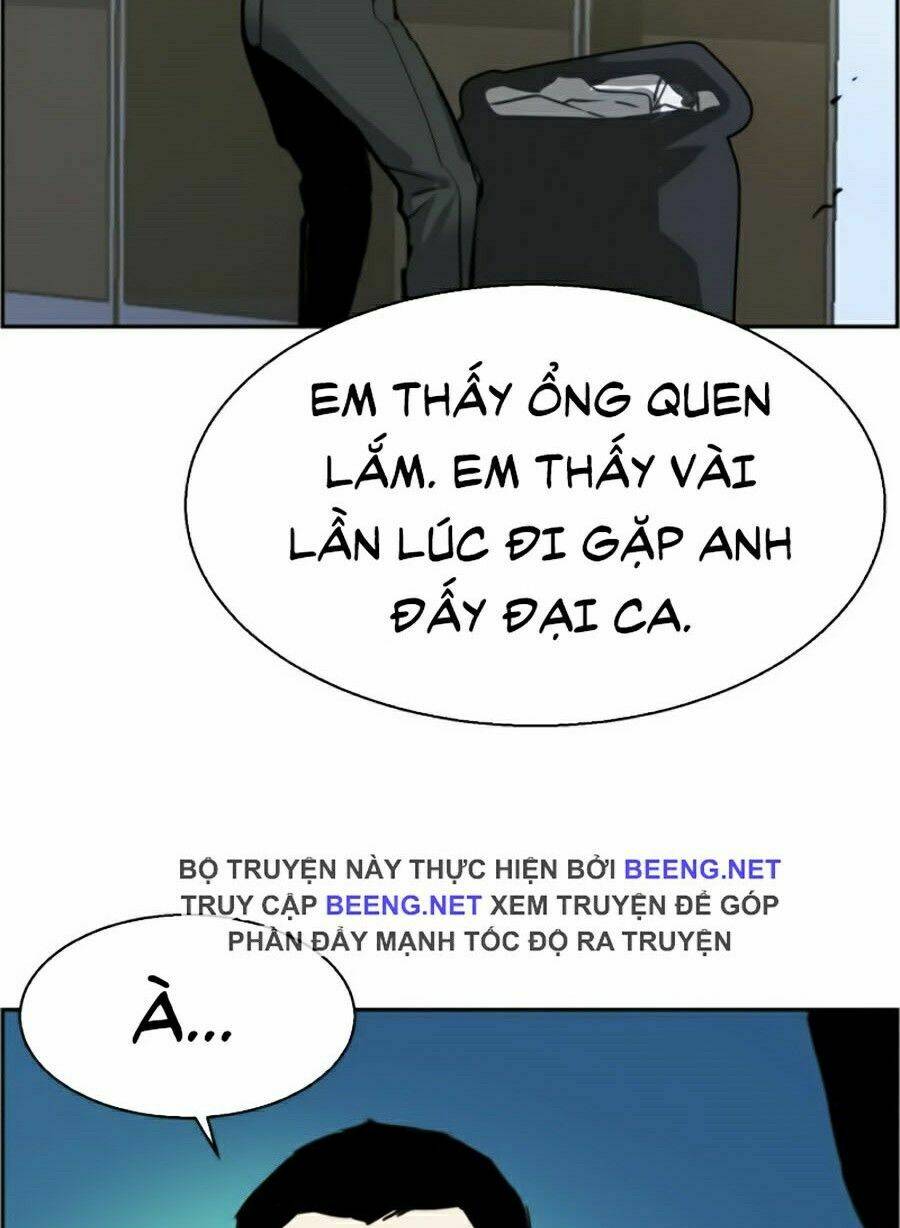 EM THẤY ỔNG QUEN
LẮM. EM THẤY VÀI
LẦN LÚC ĐI GẶP ANH
ĐẤY ĐẠI CA.
BỘ TRUYỆN NÀY THỰC HIỆN BỞI BEENG.NET
TRUY CẬP BEENG.NET XEM TRUYỆN ĐỂ GÓP
PHẦN ĐẨY MẠNH TỐC ĐỘ RA TRUYỆN
À...